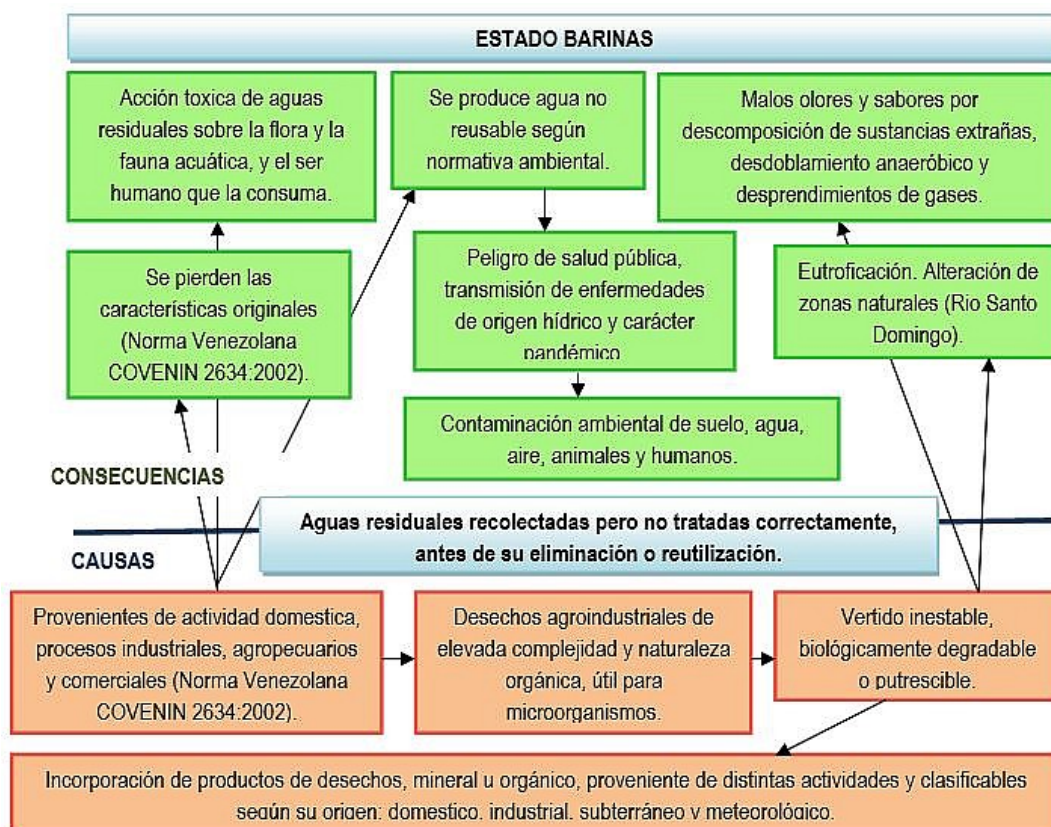 ESTADO BARINAS
Acción toxica de aguas
residuales sobre la flora y la
fauna acuática, y el ser
humano que la consuma.
Se produce agua no
reusable según
normativa ambiental.
Malos olores y sabores por
descomposición de sustancias extrañas,
desdoblamiento anaeróbico y
desprendimientos de gases.
Se pierden las
características originales
(Norma Venezolana
COVENIN 2634:2002).
Peligro de salud pública,
transmisión de enfermedades
de origen hídrico y carácter
pandémico
Eutroficación. Alteración de
zonas naturales (Rio Santo
Domingo).
Contaminación ambiental de suelo, agua,
aire, animales y humanos.
CONSECUENCIAS
Aguas residuales recolectadas pero no tratadas correctamente,
antes de su eliminación o reutilización.
CAUSAS
Provenientes de actividad domestica,
procesos industriales, agropecuarios
y comerciales (Norma Venezolana
COVENIN 2634:2002).
Desechos agroindustriales de
elevada complejidad y naturaleza
orgánica, útil para
microorganismos.
Vertido inestable,
biológicamente degradable
o putrescible.
Incorporación de productos de desechos, mineral u orgánico, proveniente de distintas actividades y clasificables
según su origen: domestico, industrial, subterráneo y meteorológico.